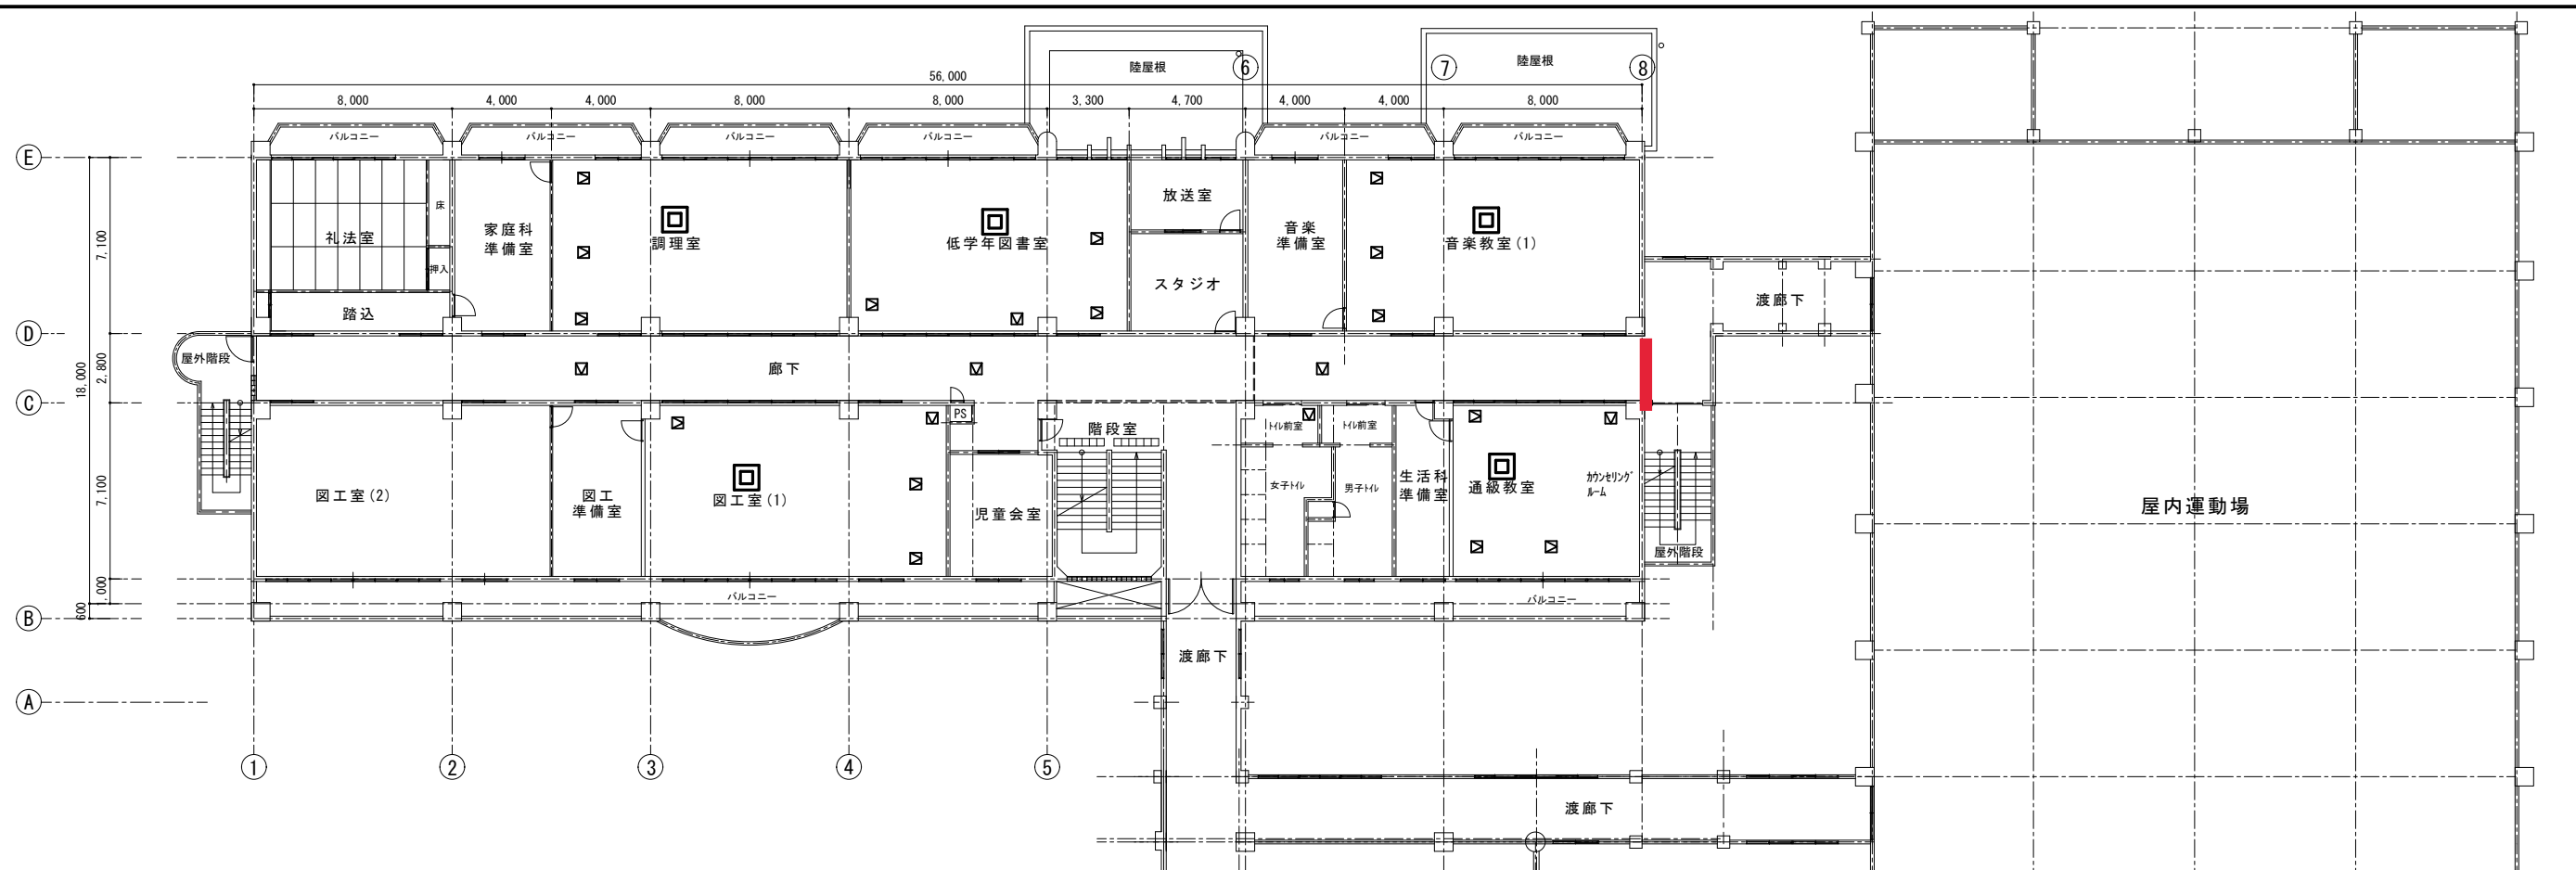 陸屋根
陸屋根
⑥
⑦
⑧
56,000
8,000
4,000
4,000
8,000
8,000
3,300
4,700
4,000
4,000
8,000
バルコニー
バルコニー
バルコニー
バルコニー
バルコニー
バルコニー
Ⓔ
礼法室
床
押入
踏込
家庭科
準備室
調理室
低学年図書室
放送室
スタジオ
音楽
準備室
音楽教室(1)
渡廊下
7,100
Ⓓ
屋外階段
廊下
18,000
2,800
Ⓒ
PS
階段室
トイレ前室
トイレ前室
図工室(2)
図工
準備室
図工室(1)
児童会室
女子トイレ
男子トイレ
生活科
準備室
通級教室
カウンセリング
ルーム
屋外階段
屋内運動場
7,100
1,000
600
Ⓑ
バルコニー
バルコニー
渡廊下
Ⓐ
①
②
③
④
⑤
渡廊下